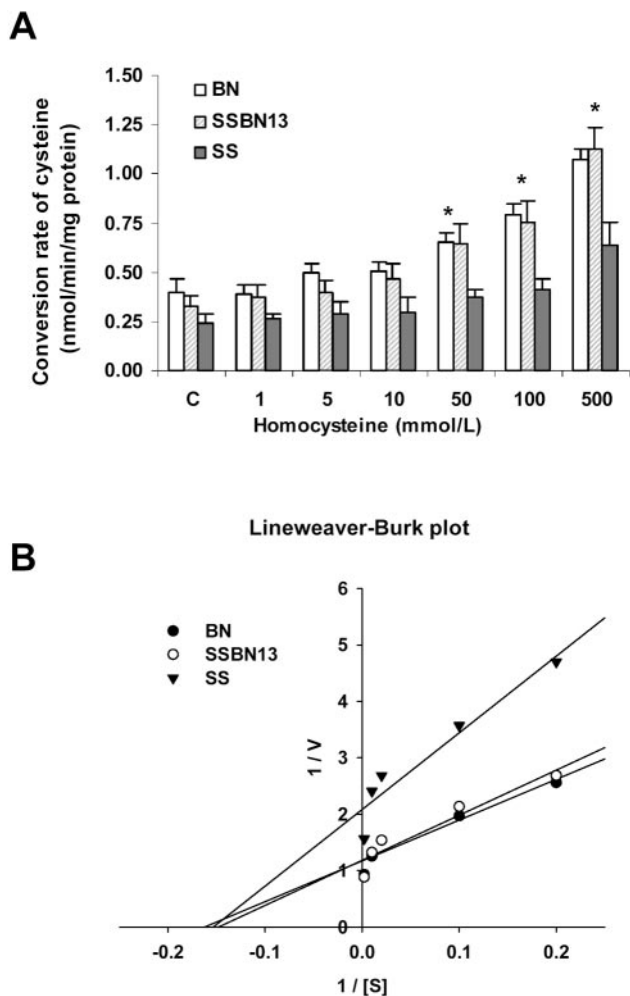 A
BN
SSBN13
SS
Conversion rate of cysteine
(nmol/min/mg protein)
1.50
1.25
1.00
0.75
0.50
0.25
0.00
* * *
C 1 5 10 50 100 500
Homocysteine (mmol/L)
Lineweaver-Burk plot
B
BN
SSBN13
SS
1 / V
6
5
4
3
2
1
0
-0.2 -0.1 0.0 0.1 0.2
1 / [S]